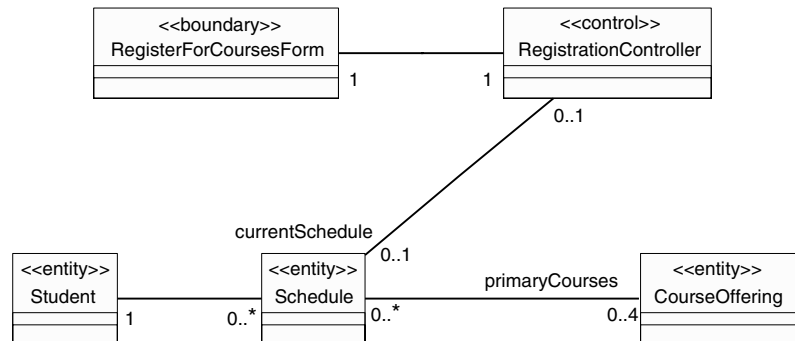 <<boundary>>
RegisterForCoursesForm
<<control>>
RegistrationController
1
1
0..1
currentSchedule
0..1
<<entity>>
Student
<<entity>>
Schedule
primaryCourses
<<entity>>
CourseOffering
1
0..*
0..*
0..4